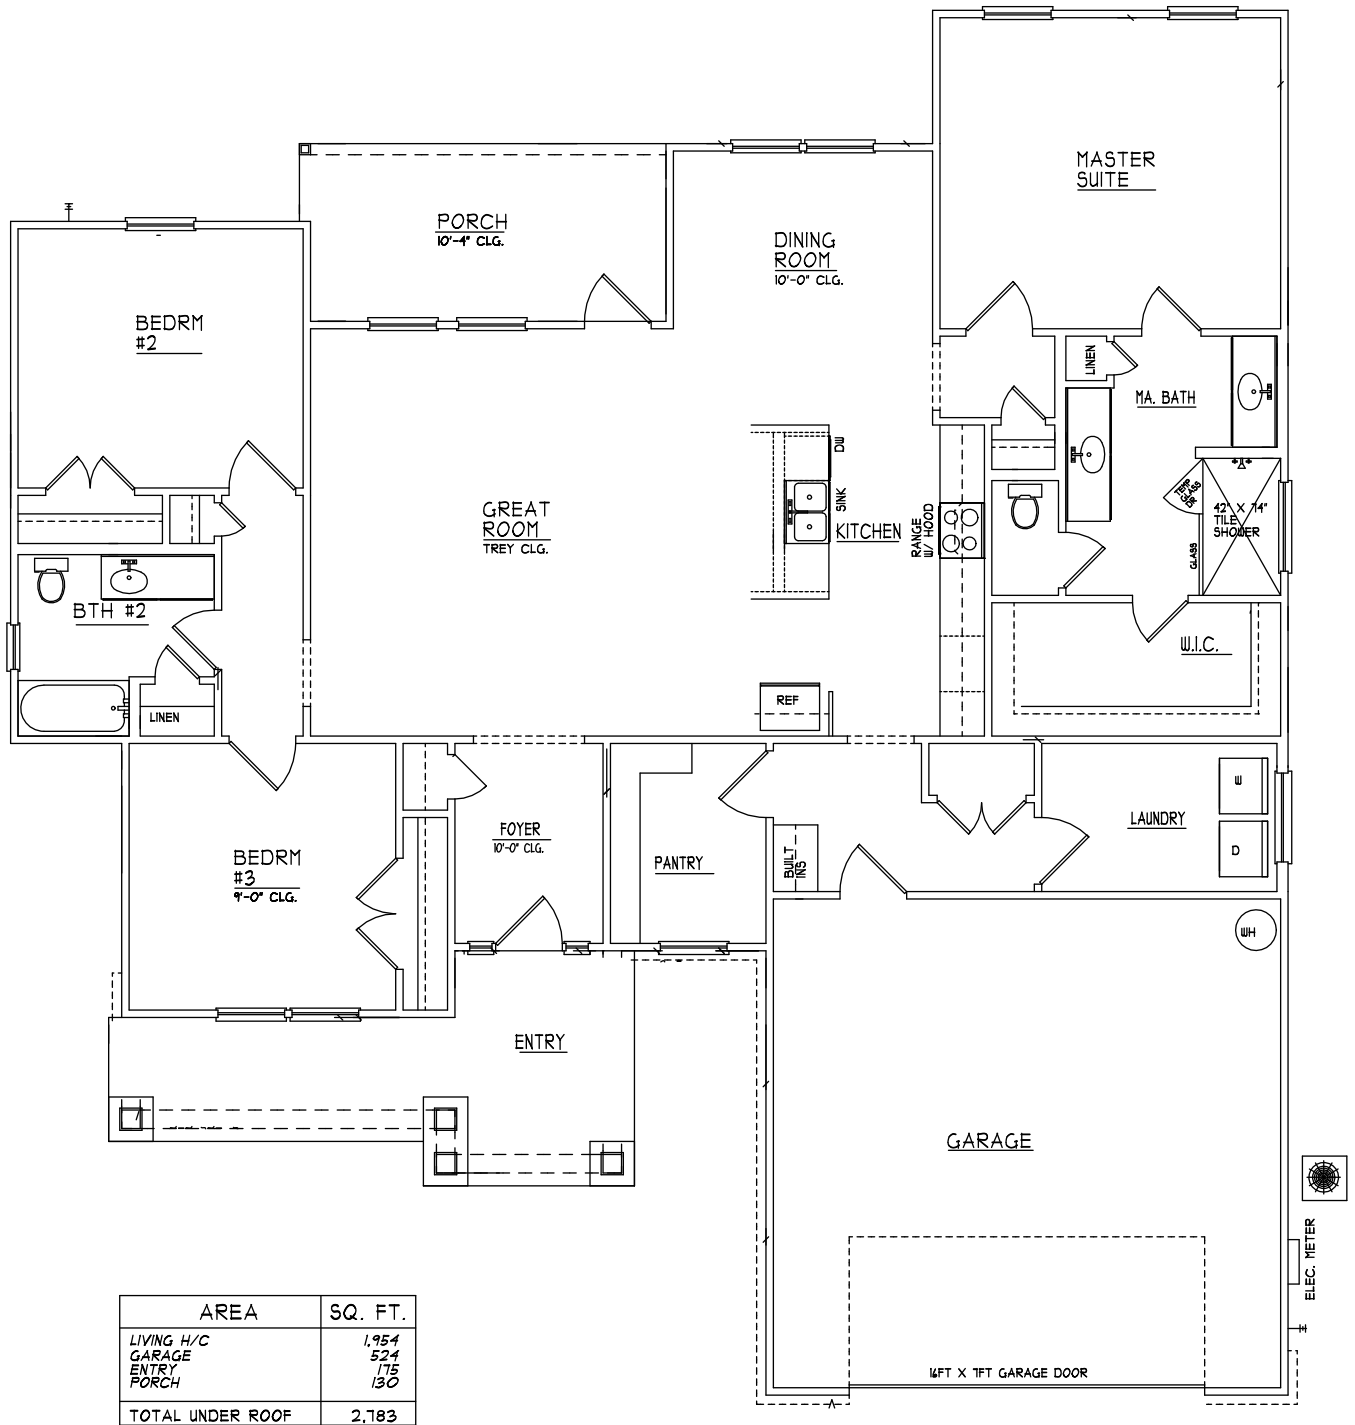 MASTER
SUITE
PORCH
10'-4" CLG.
DINING
ROOM
10'-0" CLG.
BEDRM
#2
LINEN
MA. BATH
GREAT
ROOM
TREY CLG.
DW
SINK
KITCHEN
RANGE
W/ HOOD
TEMP
GLASS
DR
42" X 74"
TILE
SHOWER
GLASS
BTH #2
W.I.C.
LINEN
REF
W
FOYER
10'-0" CLG.
LAUNDRY
D
BEDRM
#3
9'-0" CLG.
PANTRY
BUILT
INS
WH
ENTRY
GARAGE
ELEC. METER
16FT X 7FT GARAGE DOOR
AREA SQ. FT.
LIVING H/C 1,954
GARAGE 524
ENTRY 175
PORCH 130
TOTAL UNDER ROOF 2,783